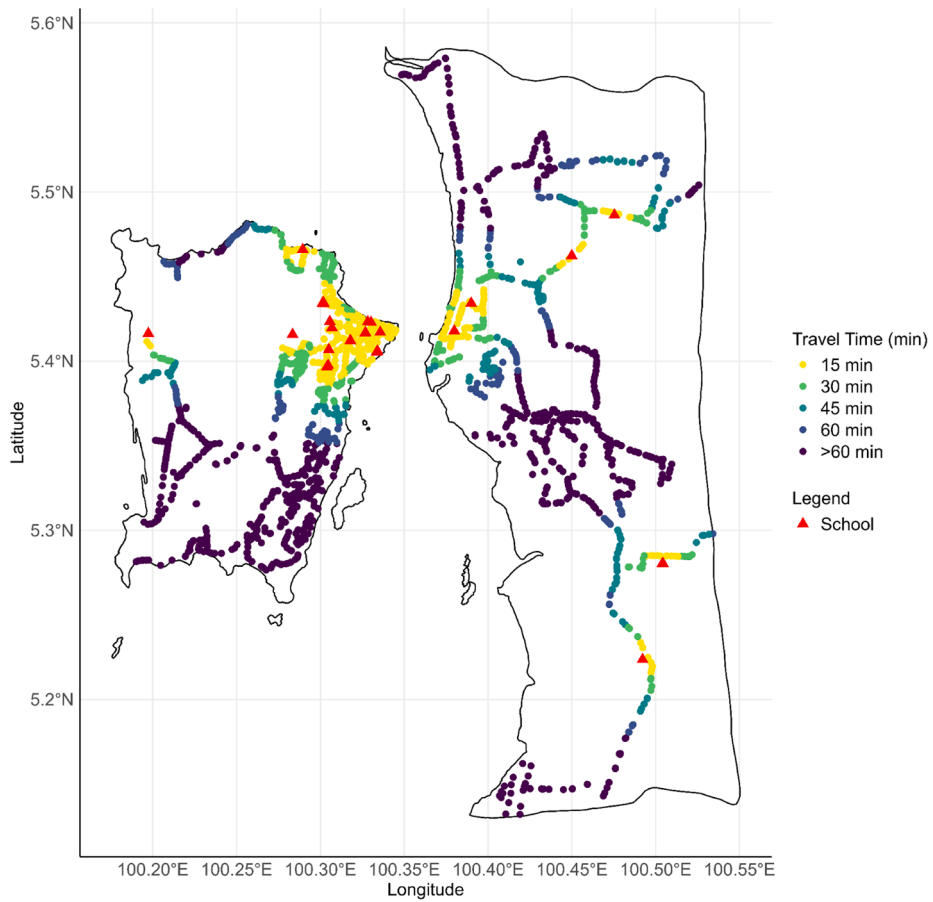 5.6°N
5.5°N
5.4°N
5.3°N
5.2°N
Latitude
100.20°E 100.25°E 100.30°E 100.35°E 100.40°E 100.45°E 100.50°E 100.55°E
Longitude
Travel Time (min)
15 min
30 min
45 min
60 min
>60 min
Legend
School